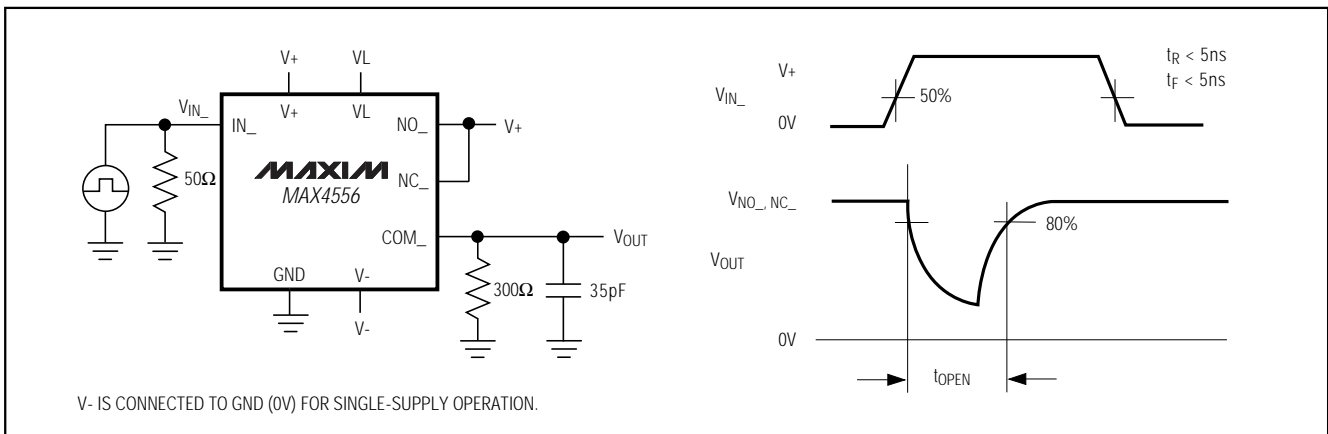 V+ VL
VIN_
IN_ V+ VL NO_ V+
50Ω
MAXIM
MAX4556
NC_
COM_ VOUT
GND V-
300Ω 35pF
V-
V- IS CONNECTED TO GND (0V) FOR SINGLE-SUPPLY OPERATION.
tR < 5ns
tF < 5ns
V+
VIN_
50%
0V
VNO_, NC_
80%
VOUT
0V
tOPEN